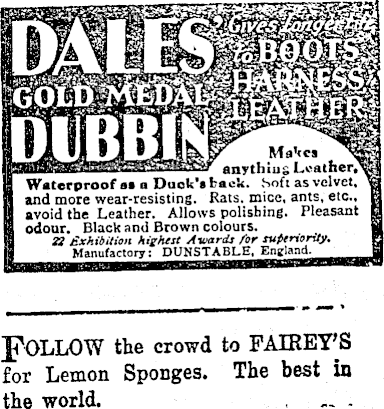 DALES'
GOLD MEDAL
DUBBIN
Gives longer life
to BOOTS
HARNESS
LEATHER
Makes
anything Leather,
Waterproof as a Duck's back. Soft as velvet,
and more wear-resisting. Rats, mice, ants, etc.,
avoid the Leather. Allows polishing. Pleasant
odour. Black and Brown colours.
22 Exhibition highest Awards for superiority.
Manufactory: DUNSTABLE, England.
FOLLOW the crowd to FAIREY'S
for Lemon Sponges. The best in
the world.